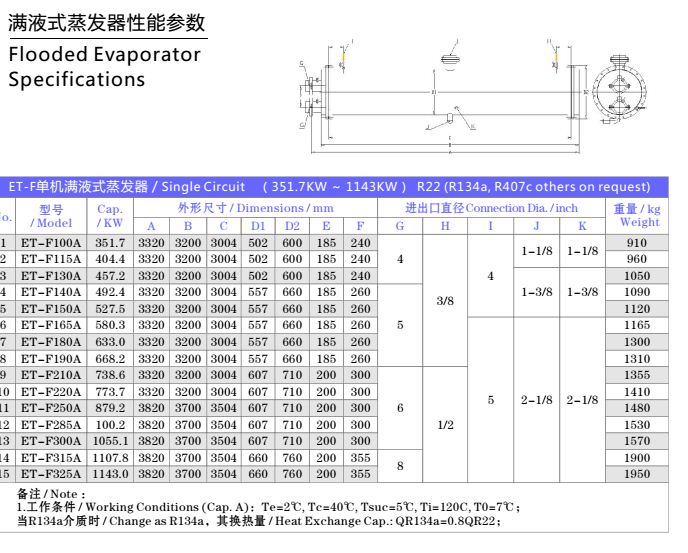 满液式蒸发器性能参数
Flooded Evaporator
Specifications
ET-F单机满液式蒸发器 / Single Circuit （ 351.7KW ~ 1143KW ） R22 (R134a, R407c others on request)
No. 型号 / Model Cap. / KW 外形尺寸 / Dimensions / mm 进出口直径 Connection Dia. / inch 重量 / kg Weight
A B C D1 D2 E F G H I J K
1 ET-F100A 351.7 3320 3200 3004 502 600 185 240 4 3/8 4 1-1/8 1-1/8 910
2 ET-F115A 404.4 3320 3200 3004 502 600 185 240 960
3 ET-F130A 457.2 3320 3200 3004 502 600 185 240 1-3/8 1-3/8 1050
4 ET-F140A 492.4 3320 3200 3004 557 660 185 260 5 1090
5 ET-F150A 527.5 3320 3200 3004 557 660 185 260 1120
6 ET-F165A 580.3 3320 3200 3004 557 660 185 260 5 2-1/8 2-1/8 1165
7 ET-F180A 633.0 3320 3200 3004 557 660 185 260 1300
8 ET-F190A 668.2 3320 3200 3004 557 660 185 260 1310
9 ET-F210A 738.6 3320 3200 3004 607 710 200 300 6 1/2 1355
10 ET-F220A 773.7 3320 3200 3004 607 710 200 300 1410
11 ET-F250A 879.2 3820 3700 3504 607 710 200 300 1480
12 ET-F285A 100.2 3820 3700 3504 607 710 200 300 1530
13 ET-F300A 1055.1 3820 3700 3504 607 710 200 300 1570
14 ET-F315A 1107.8 3820 3700 3504 660 760 200 355 8 1900
15 ET-F325A 1143.0 3820 3700 3504 660 760 200 355 1950
备注 / Note：
1.工作条件 / Working Conditions (Cap. A)：Te=2℃, Tc=40℃, Tsuc=5℃, Ti=120C, T0=7℃；
当R134a介质时 / Change as R134a，其换热量 / Heat Exchange Cap.: QR134a=0.8QR22；